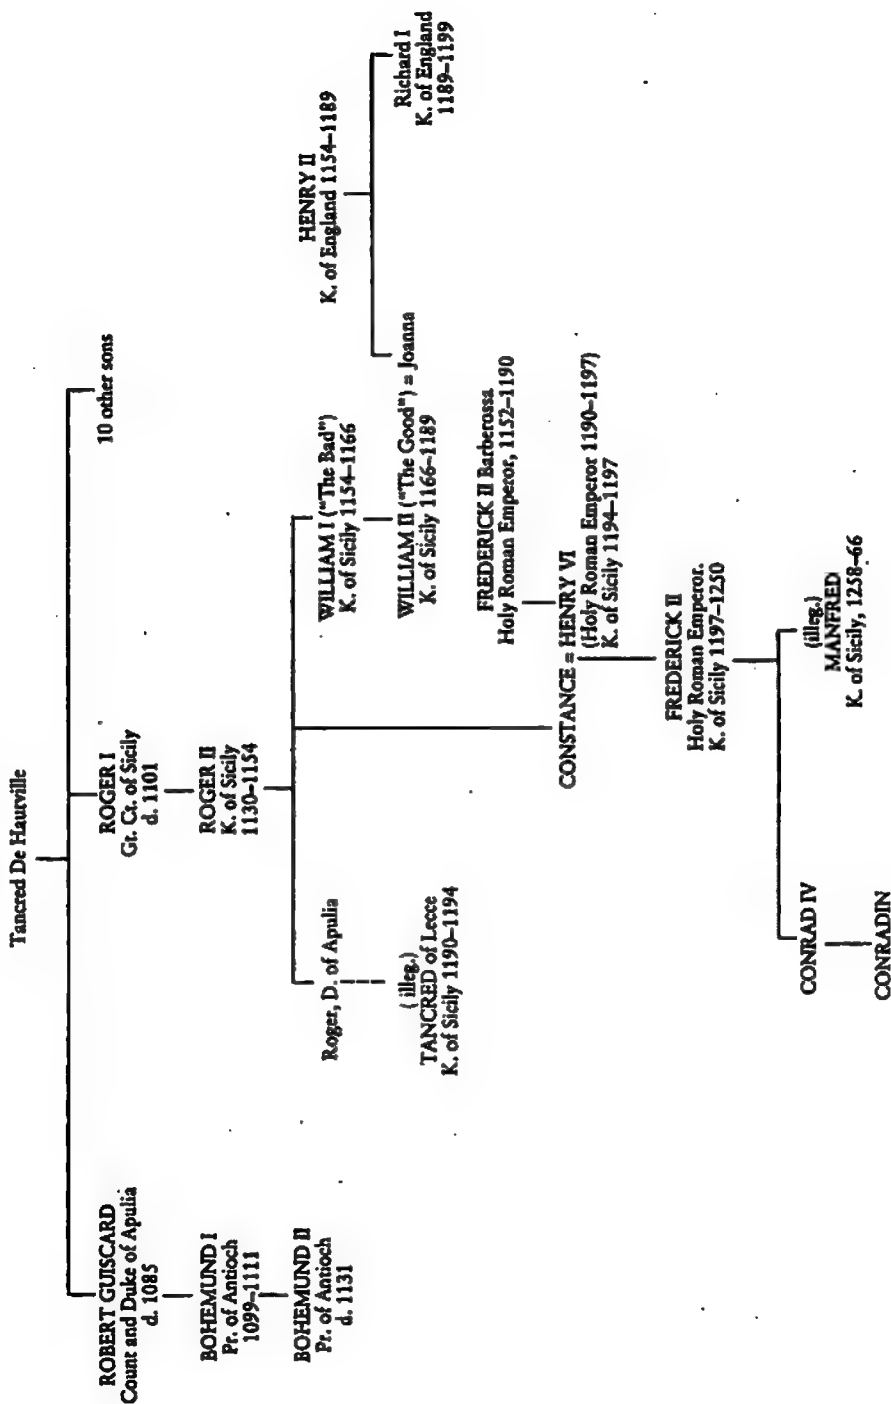 Tancred De Hautville
ROBERT GUISCARD
Count and Duke of Apulia
d. 1085
ROGER I
Gt. Ct. of Sicily
d. 1101
10 other sons
BOHEMUND I
Pr. of Antioch
1099–1111
ROGER II
K. of Sicily
1130–1154
BOHEMUND II
Pr. of Antioch
d. 1131
Roger, D. of Apulia
WILLIAM I ("The Bad")
K. of Sicily 1154–1166
HENRY II
K. of England 1154–1189
(illeg.)
TANCRED of Lecce
K. of Sicily 1190–1194
WILLIAM II ("The Good") = Joanna
K. of Sicily 1166–1189
Richard I
K. of England
1189–1199
FREDERICK II Barberossa
Holy Roman Emperor, 1152–1190
CONSTANCE = HENRY VI
(Holy Roman Emperor 1190–1197)
K. of Sicily 1194–1197
FREDERICK II
Holy Roman Emperor.
K. of Sicily 1197–1250
CONRAD IV
(illeg.)
MANFRED
K. of Sicily, 1258–66
CONRADIN